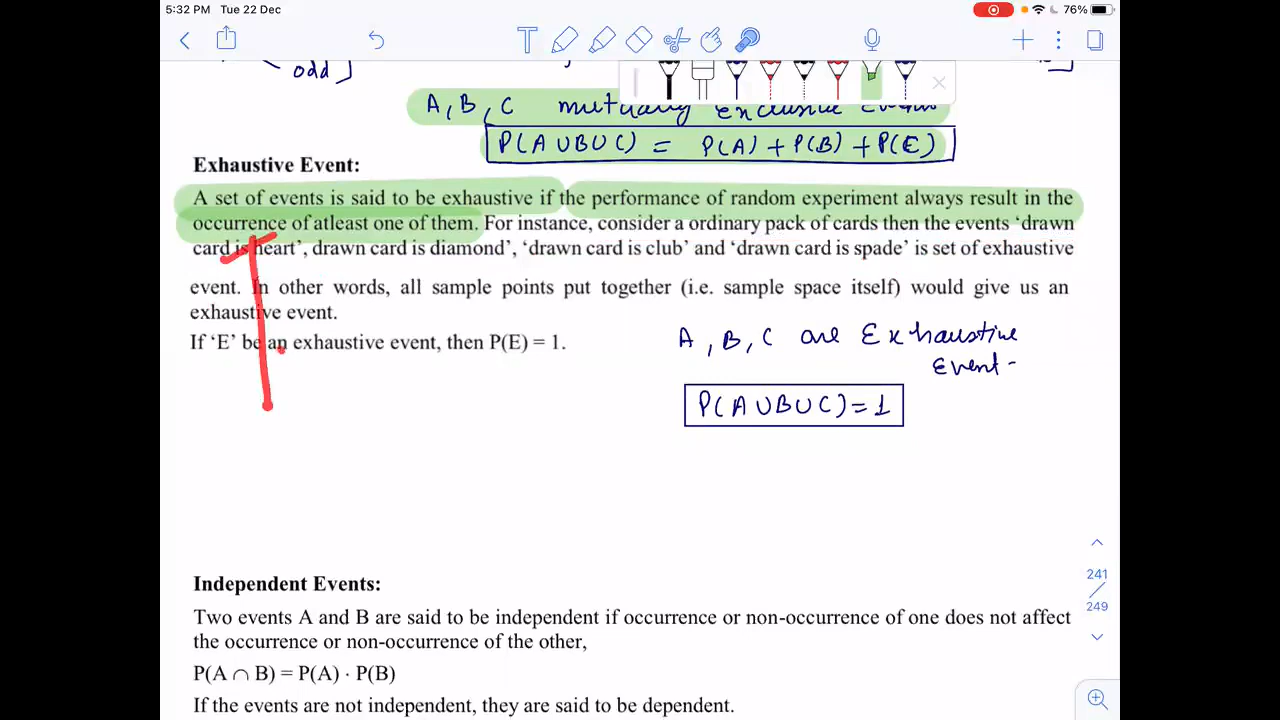 5:32 PM Tue 22 Dec
76%
odd
A, B, C mutually exclusive events
P(A∪B∪C) = P(A) + P(B) + P(E)
Exhaustive Event:
A set of events is said to be exhaustive if the performance of random experiment always result in the
occurrence of atleast one of them. For instance, consider a ordinary pack of cards then the events ‘drawn
card is heart’, drawn card is diamond’, ‘drawn card is club’ and ‘drawn card is spade’ is set of exhaustive
event. In other words, all sample points put together (i.e. sample space itself) would give us an
exhaustive event.
If ‘E’ be an exhaustive event, then P(E) = 1.
A, B, C are Exhaustive
Event
P(A∪B∪C) = 1
241
/
249
Independent Events:
Two events A and B are said to be independent if occurrence or non-occurrence of one does not affect
the occurrence or non-occurrence of the other,
P(A ∩ B) = P(A) · P(B)
If the events are not independent, they are said to be dependent.